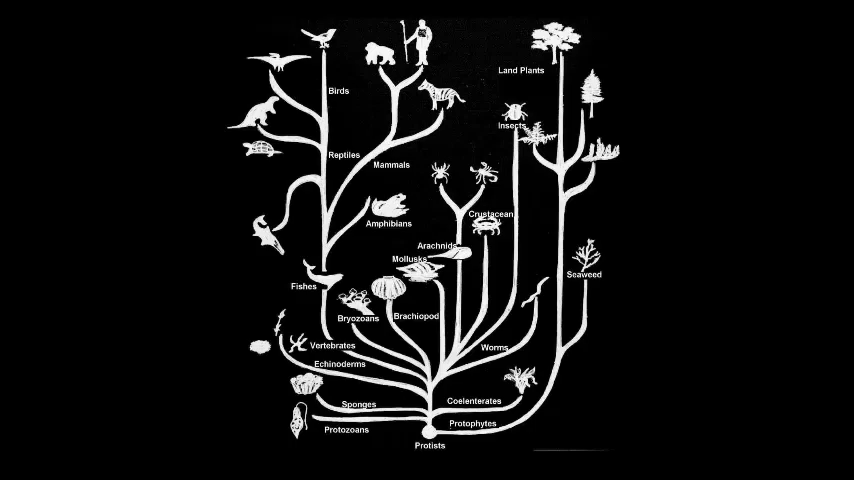 Land Plants
Birds
Insects
Reptiles
Mammals
Crustacean
Amphibians
Arachnids
Mollusks
Seaweed
Fishes
Brachiopod
Bryozoans
Vertebrates
Worms
Echinoderms
Coelenterates
Sponges
Protophytes
Protozoans
Protists